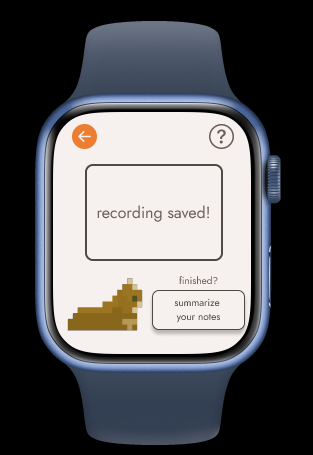 ?
recording saved!
finished?
summarize
your notes